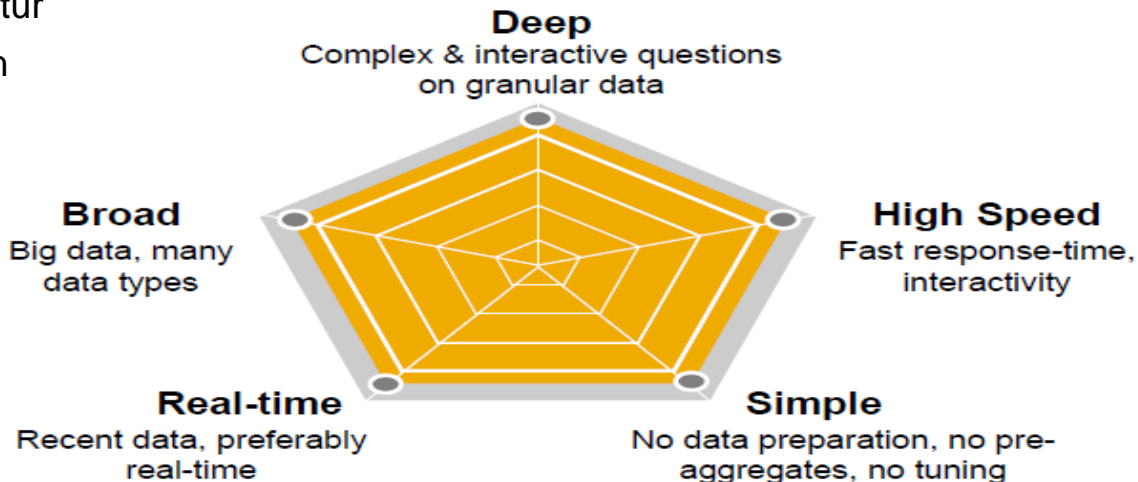 tur
Deep
Complex & interactive questions
on granular data
Broad
Big data, many
data types
High Speed
Fast response-time,
interactivity
Real-time
Recent data, preferably
real-time
Simple
No data preparation, no pre-
aggregates, no tuning